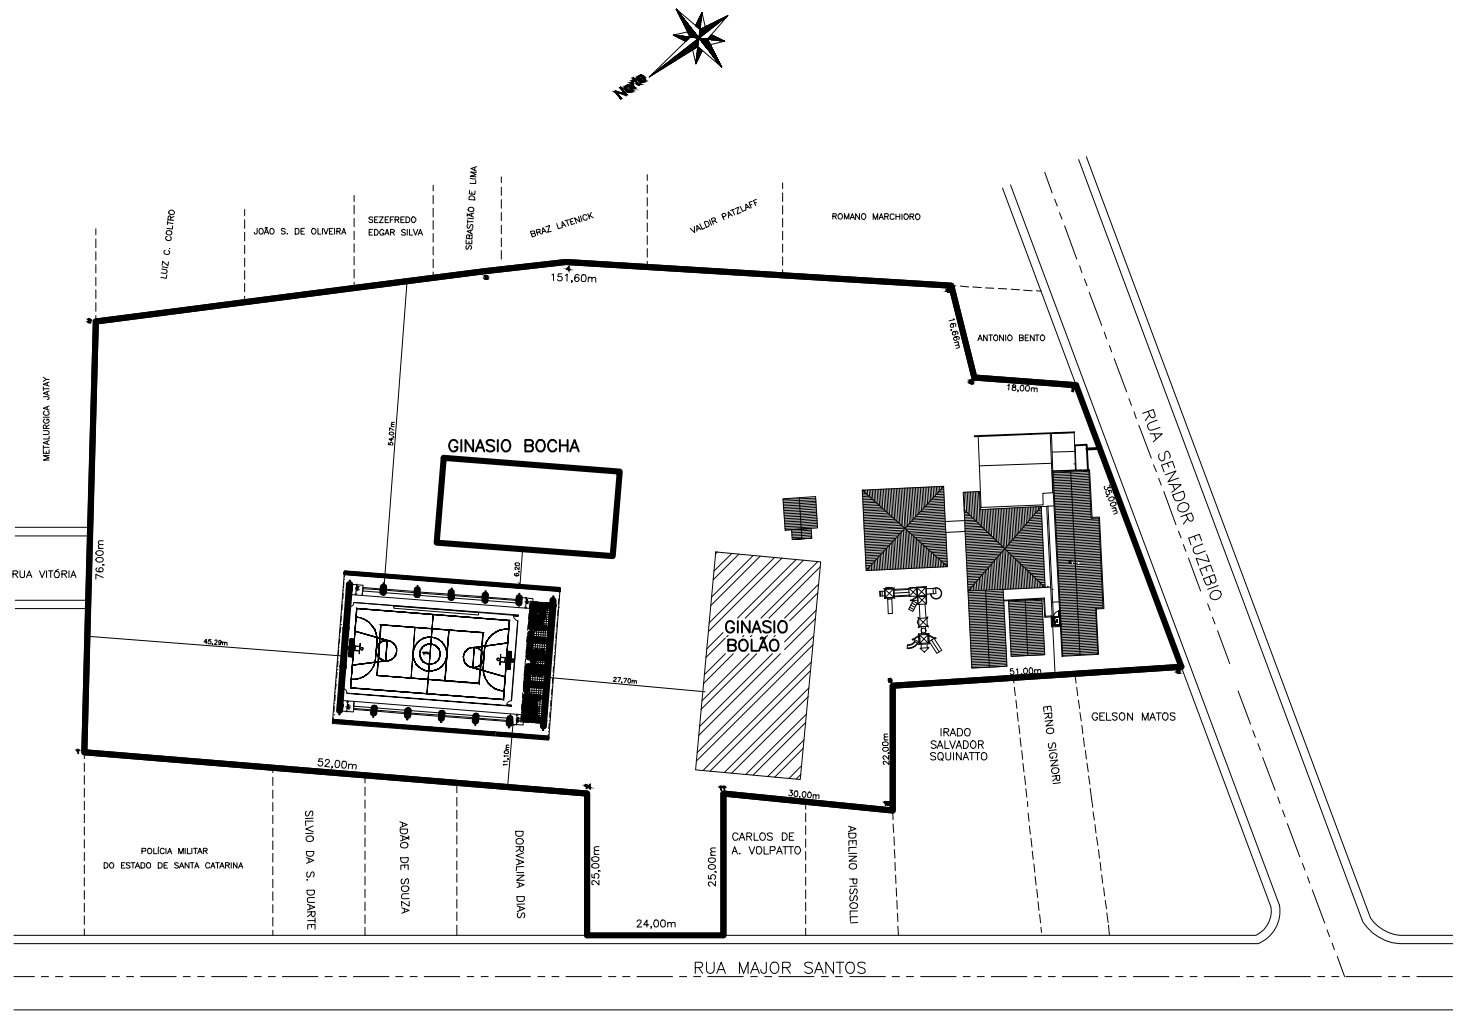 Norte
LUIZ C. COLTRO
JOÃO S. DE OLIVEIRA
SEZEFREDO
EDGAR SILVA
SEBASTIÃO DE LIMA
BRAZ LATENICK
VALDIR PATZLAFF
ROMANO MARCHIORO
151,60m
16,66m
ANTONIO BENTO
18,00m
METALURGICA JATAY
54,07m
GINASIO BOCHA
RUA SENADOR EUZEBIO
35,00m
RUA VITÓRIA
76,00m
6,20
45,29m
27,70m
GINASIO
BOLÃO
51,00m
11,10m
52,00m
22,00m
IRADO
SALVADOR
SQUINATTO
ERNO SIGNORI
GELSON MATOS
30,00m
POLÍCIA MILITAR
DO ESTADO DE SANTA CATARINA
SILVIO DA S. DUARTE
ADÃO DE SOUZA
DORVALINA DIAS
25,00m
25,00m
CARLOS DE
A. VOLPATTO
ADELINO PISSOLLI
24,00m
RUA MAJOR SANTOS